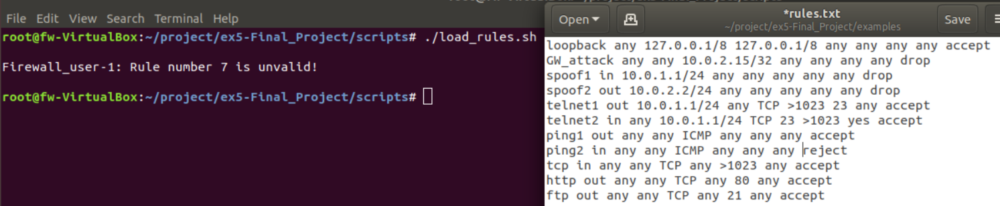 File Edit View Search Terminal Help
root@fw-VirtualBox:~/project/ex5-Final_Project/scripts# ./load_rules.sh
Firewall_user-1: Rule number 7 is unvalid!
root@fw-VirtualBox:~/project/ex5-Final_Project/scripts#
Open
*rules.txt
~/project/ex5-Final_Project/examples
Save
loopback any 127.0.0.1/8 127.0.0.1/8 any any any any accept
GW_attack any any 10.0.2.15/32 any any any any drop
spoof1 in 10.0.1.1/24 any any any any any drop
spoof2 out 10.0.2.2/24 any any any any any drop
telnet1 out 10.0.1.1/24 any TCP >1023 23 any accept
telnet2 in any 10.0.1.1/24 TCP 23 >1023 yes accept
ping1 out any any ICMP any any any accept
ping2 in any any ICMP any any any reject
tcp in any any TCP any >1023 any accept
http out any any TCP any 80 any accept
ftp out any any TCP any 21 any accept